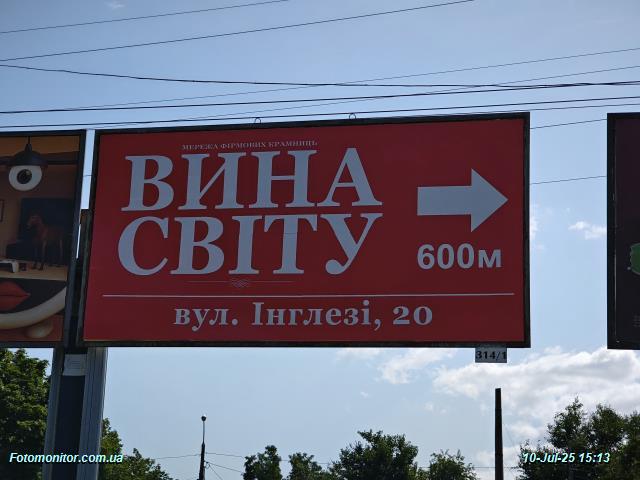 МЕРЕЖА ФІРМОВИХ КРАМНИЦЬ
ВИНА
СВІТУ
600м
вул. Інглезі, 20
314/1
Fotomonitor.com.ua
10-Jul-25 15:13